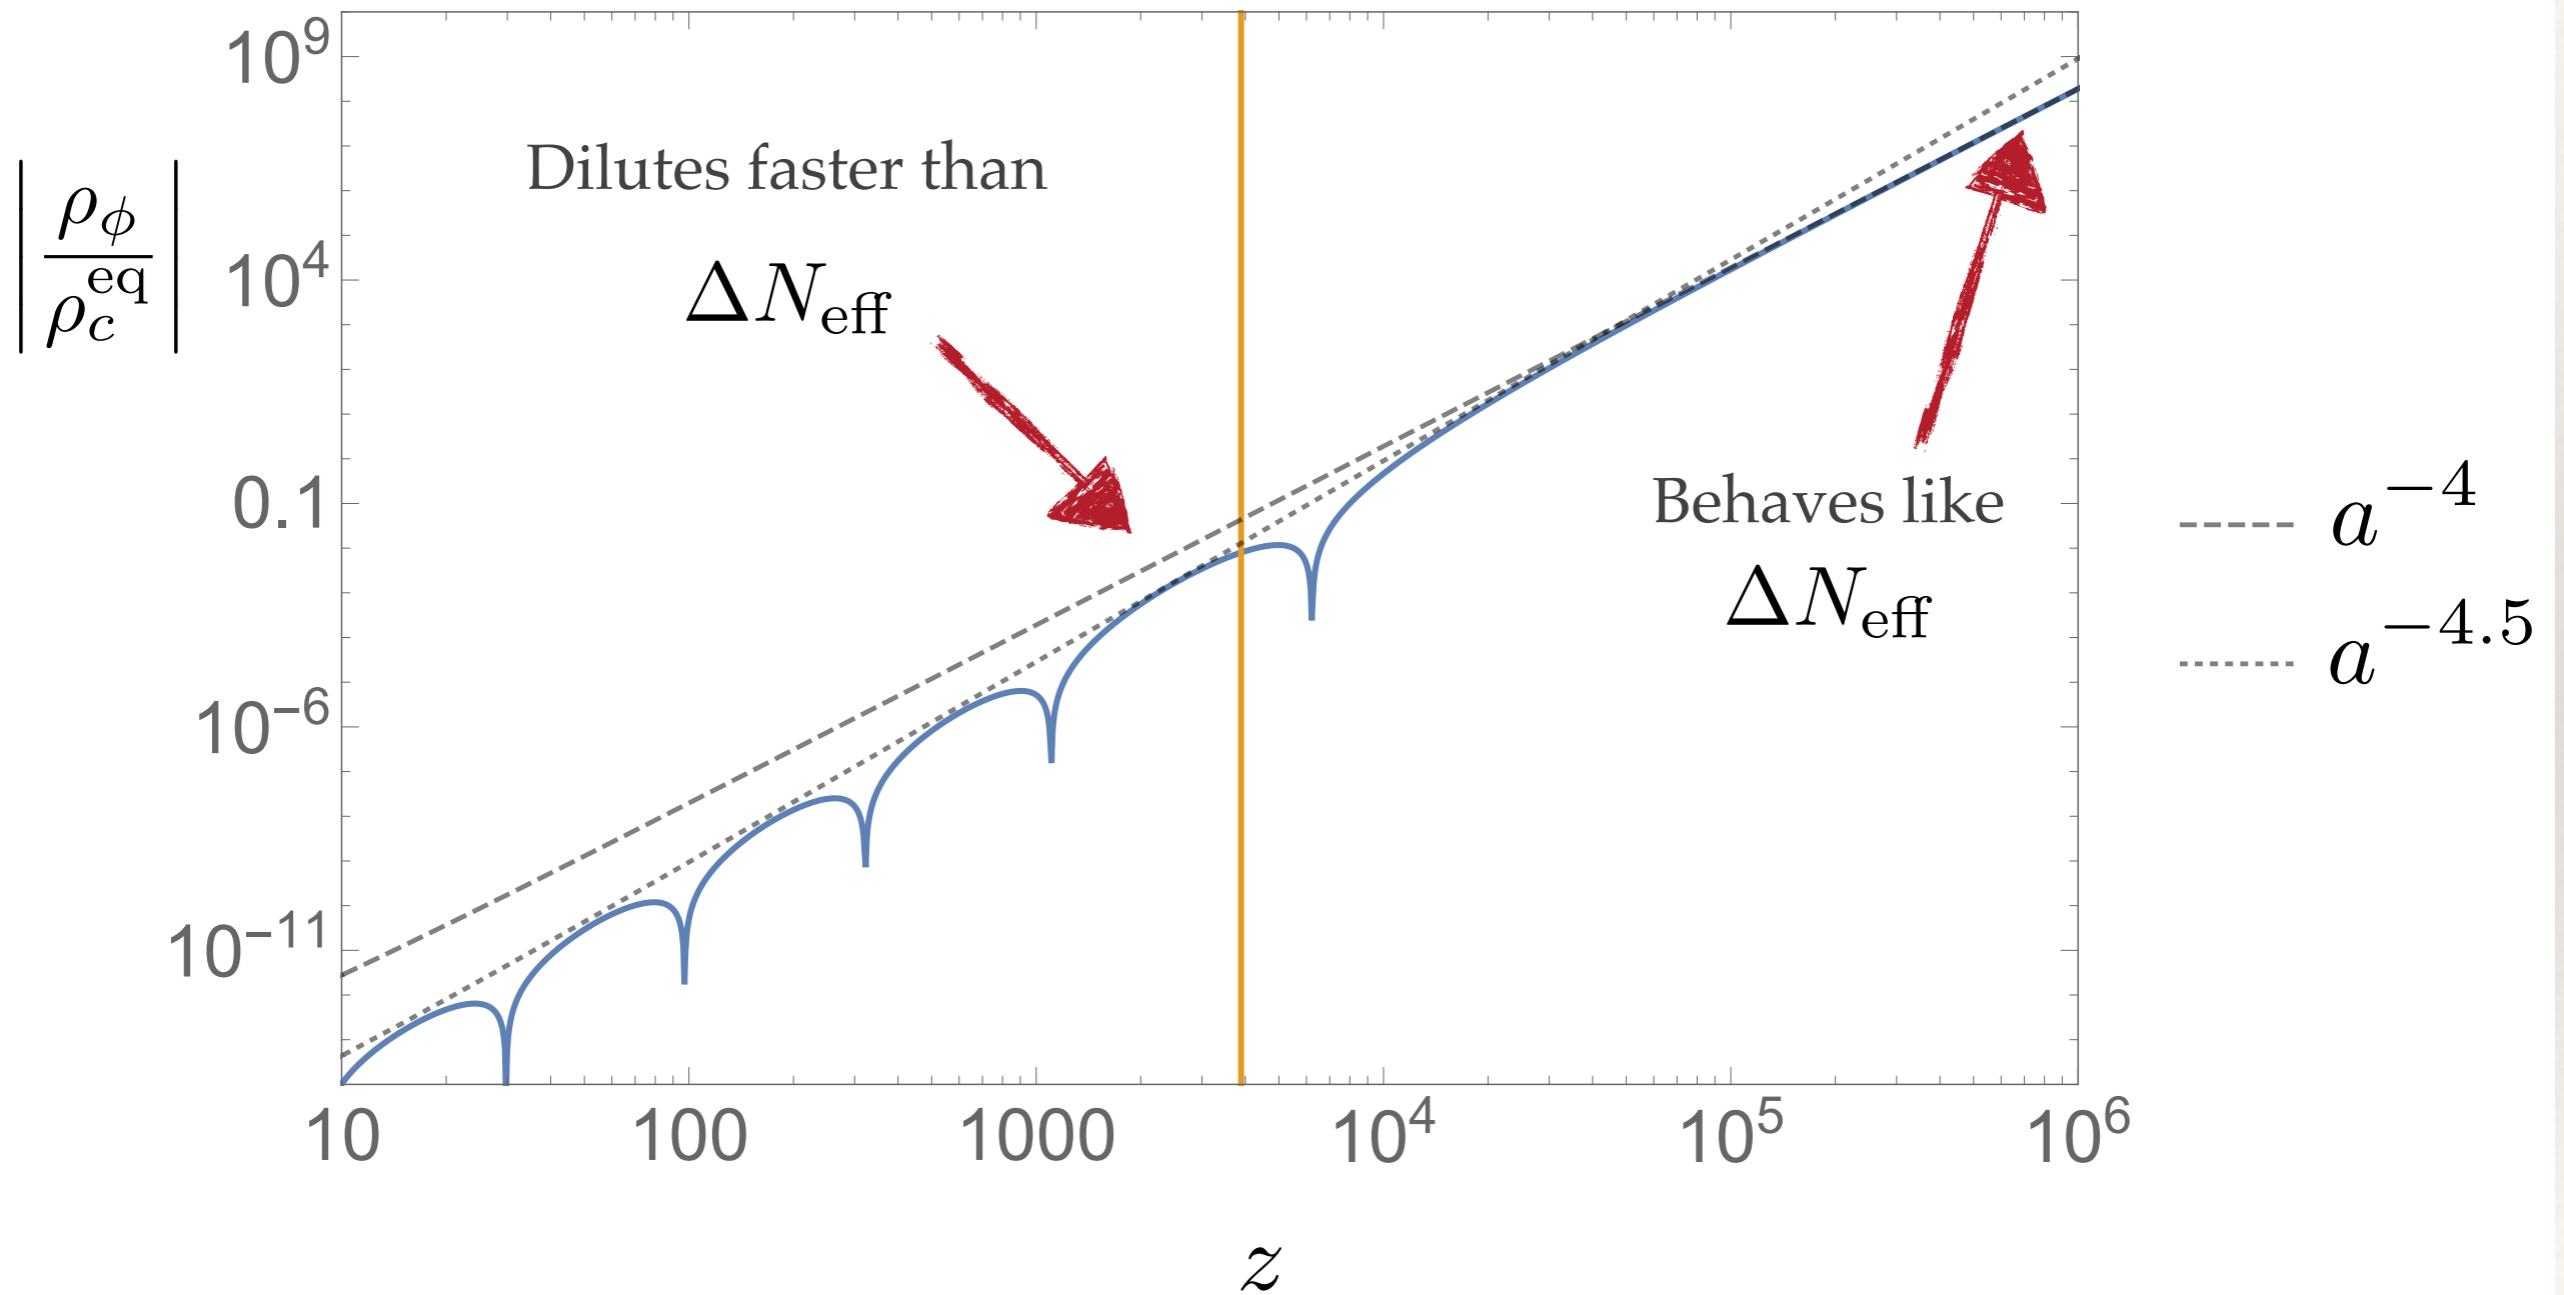 |ρ_ϕ / ρ_c^eq|
10^9
10^4
0.1
10^−6
10^−11
Dilutes faster than
ΔN_eff
Behaves like
ΔN_eff
a^−4
a^−4.5
10 100 1000 10^4 10^5 10^6
z